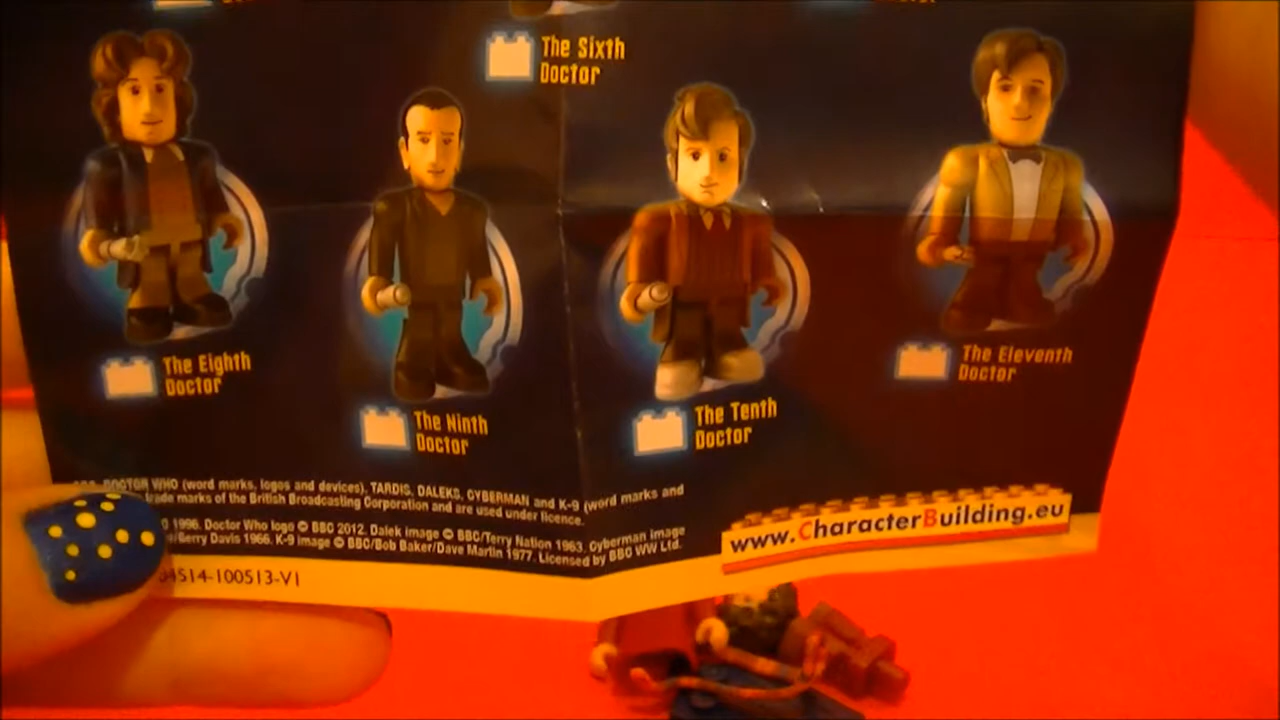 The Sixth
Doctor
The Eighth
Doctor
The Ninth
Doctor
The Tenth
Doctor
The Eleventh
Doctor
DOCTOR WHO (word marks, logos and devices), TARDIS, DALEKS, CYBERMAN and K-9 (word marks and
trade marks of the British Broadcasting Corporation and are used under licence.
1996. Doctor Who logo © BBC 2012. Dalek image © BBC/Terry Nation 1963. Cyberman image
/Gerry Davis 1966. K-9 image © BBC/Bob Baker/Dave Martin 1977. Licensed by BBC WW Ltd.
www.CharacterBuilding.eu
4514-100513-V1